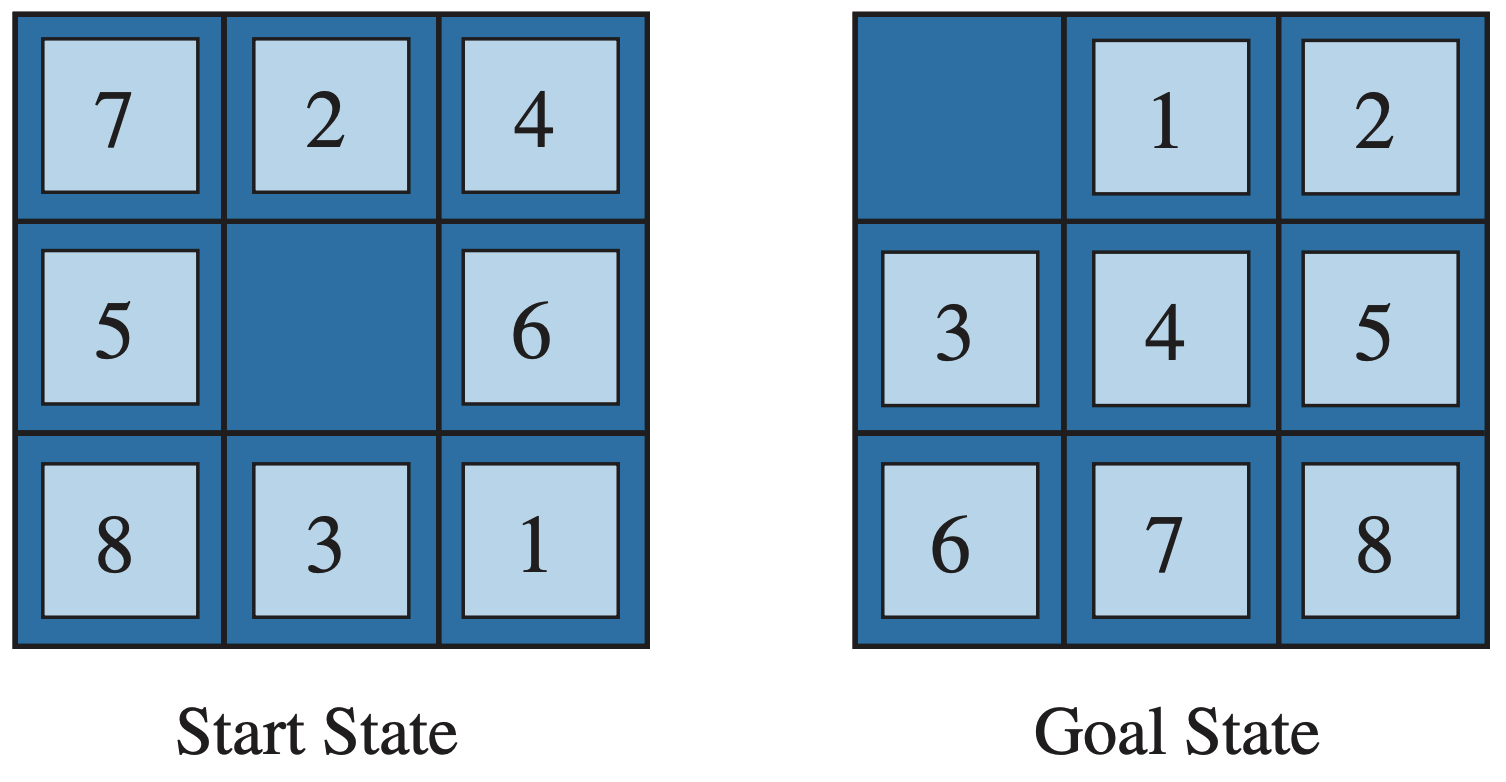 7 2 4
5 6
8 3 1
Start State
1 2
3 4 5
6 7 8
Goal State